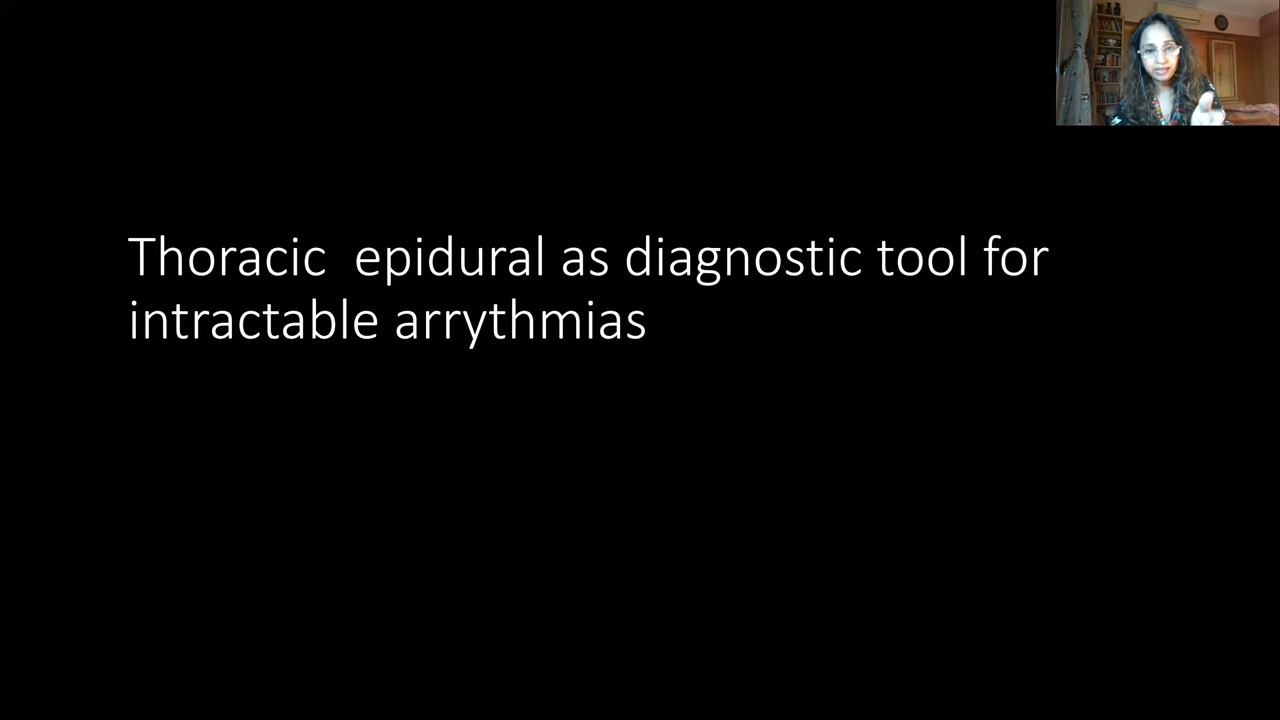 Thoracic  epidural as diagnostic tool for
intractable arrythmias